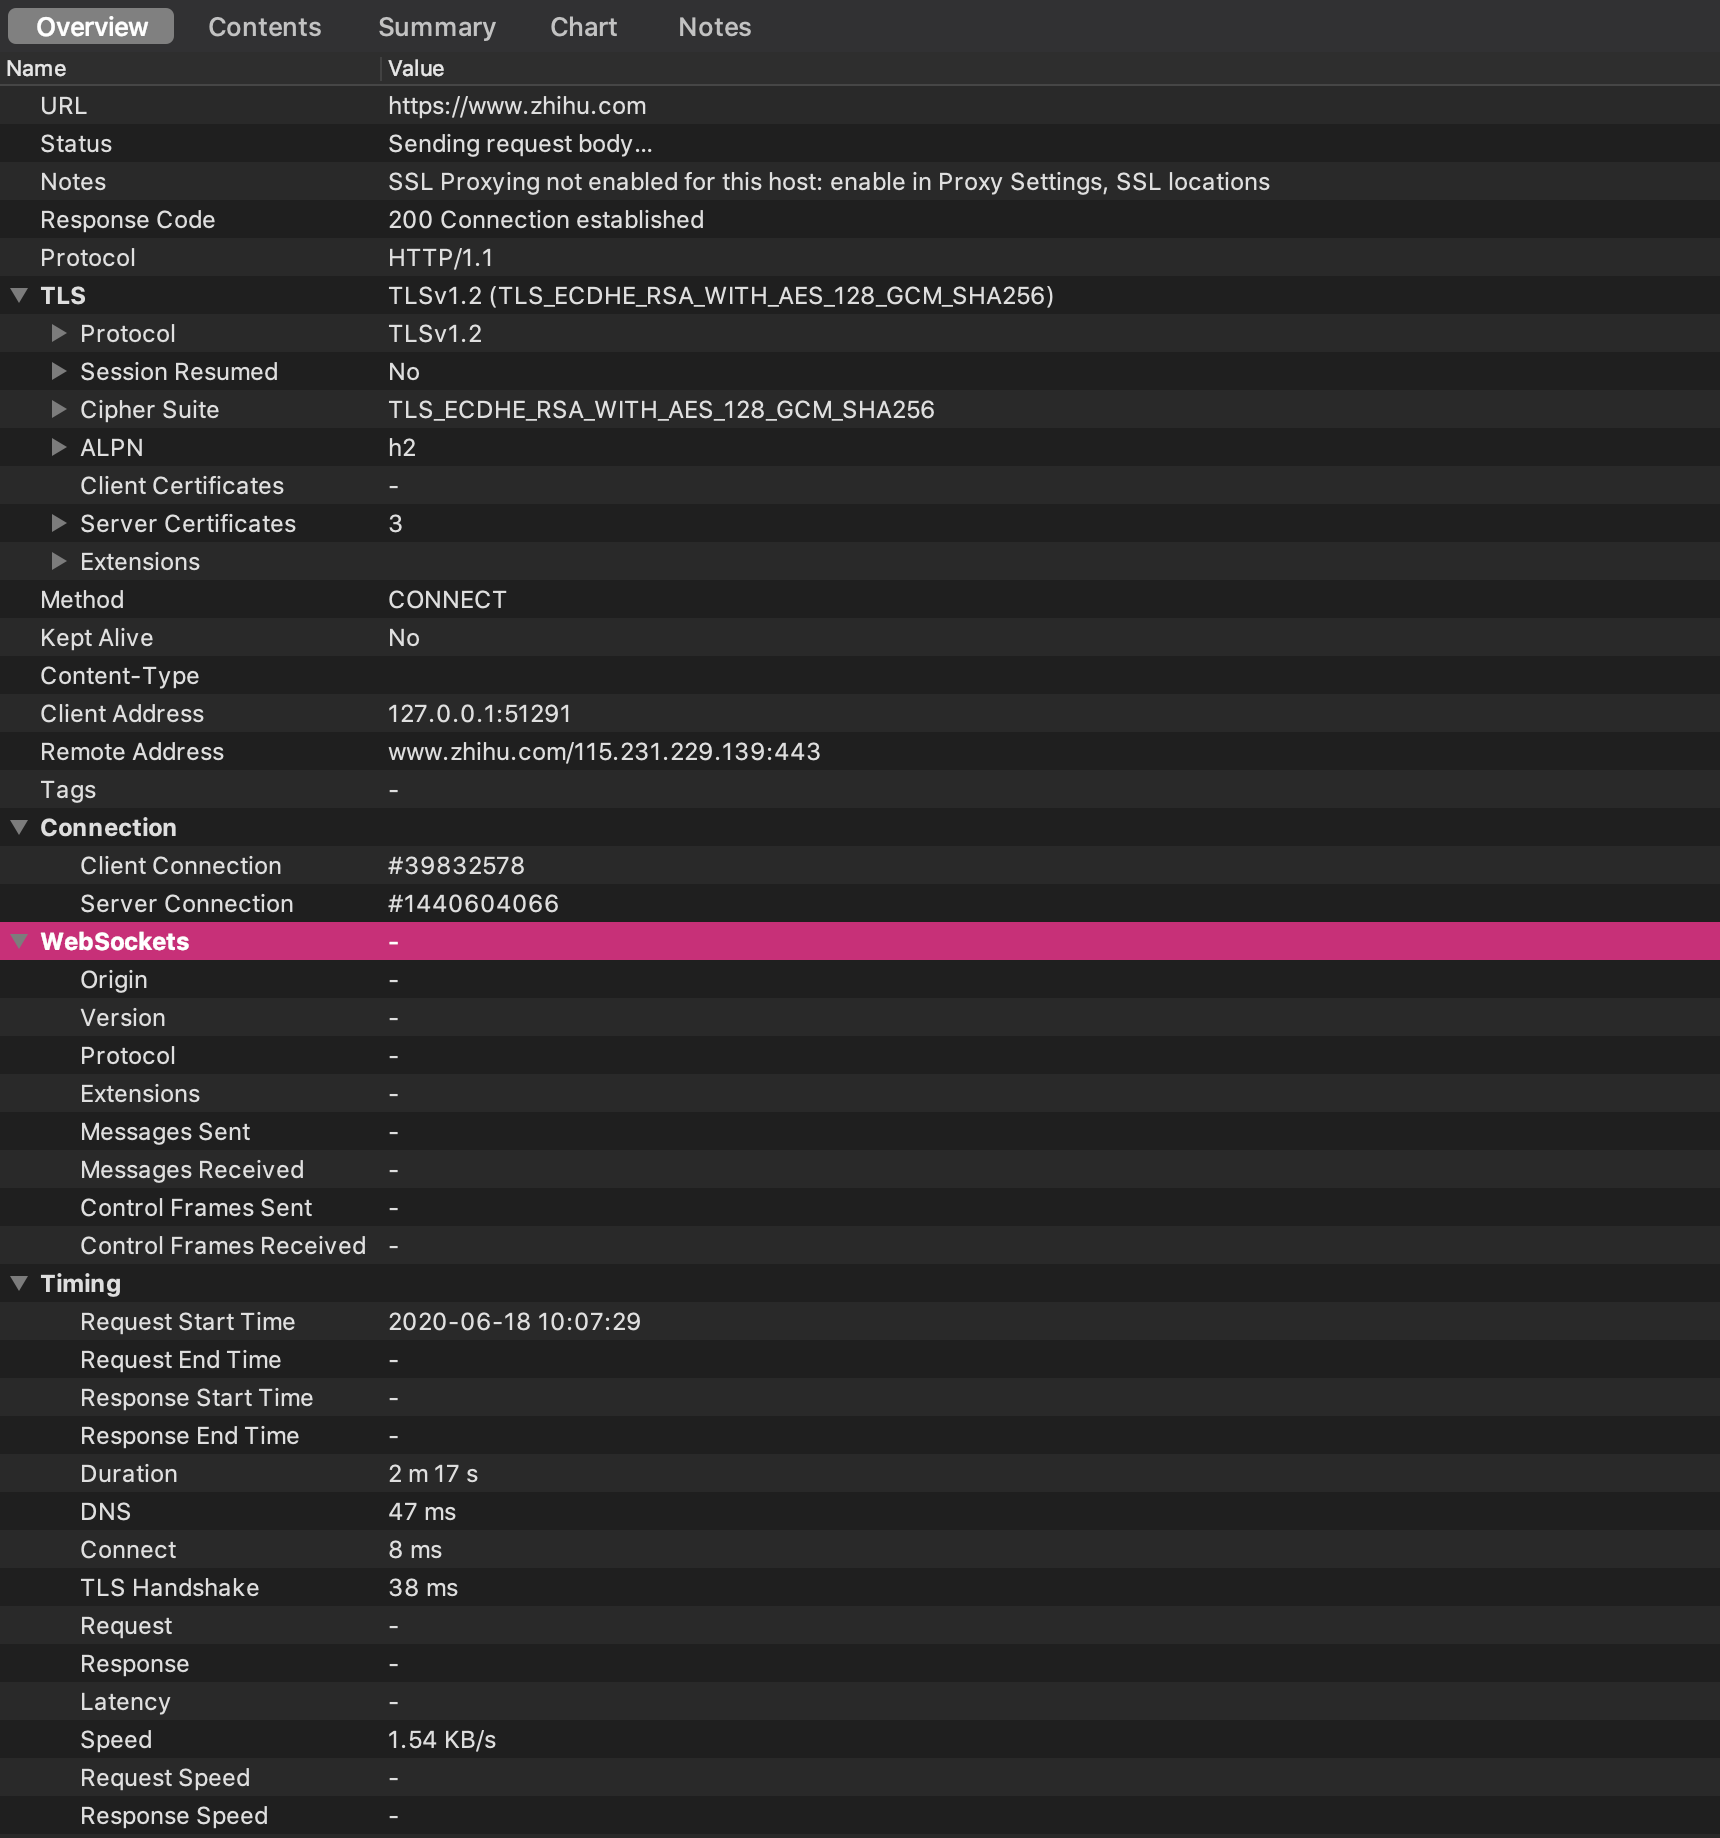 Overview Contents Summary Chart Notes
Name Value
URL https://www.zhihu.com
Status Sending request body…
Notes SSL Proxying not enabled for this host: enable in Proxy Settings, SSL locations
Response Code 200 Connection established
Protocol HTTP/1.1
TLS TLSv1.2 (TLS_ECDHE_RSA_WITH_AES_128_GCM_SHA256)
Protocol TLSv1.2
Session Resumed No
Cipher Suite TLS_ECDHE_RSA_WITH_AES_128_GCM_SHA256
ALPN h2
Client Certificates -
Server Certificates 3
Extensions
Method CONNECT
Kept Alive No
Content-Type
Client Address 127.0.0.1:51291
Remote Address www.zhihu.com/115.231.229.139:443
Tags -
Connection
Client Connection #39832578
Server Connection #1440604066
WebSockets -
Origin -
Version -
Protocol -
Extensions -
Messages Sent -
Messages Received -
Control Frames Sent -
Control Frames Received -
Timing
Request Start Time 2020-06-18 10:07:29
Request End Time -
Response Start Time -
Response End Time -
Duration 2 m 17 s
DNS 47 ms
Connect 8 ms
TLS Handshake 38 ms
Request -
Response -
Latency -
Speed 1.54 KB/s
Request Speed -
Response Speed -